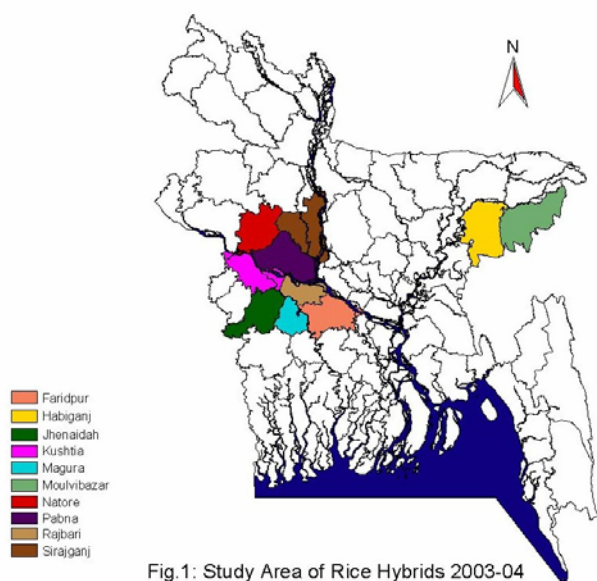 N
Faridpur
Habiganj
Jhenaidah
Kushtia
Magura
Moulvibazar
Natore
Pabna
Rajbari
Sirajganj
Fig.1: Study Area of Rice Hybrids 2003-04